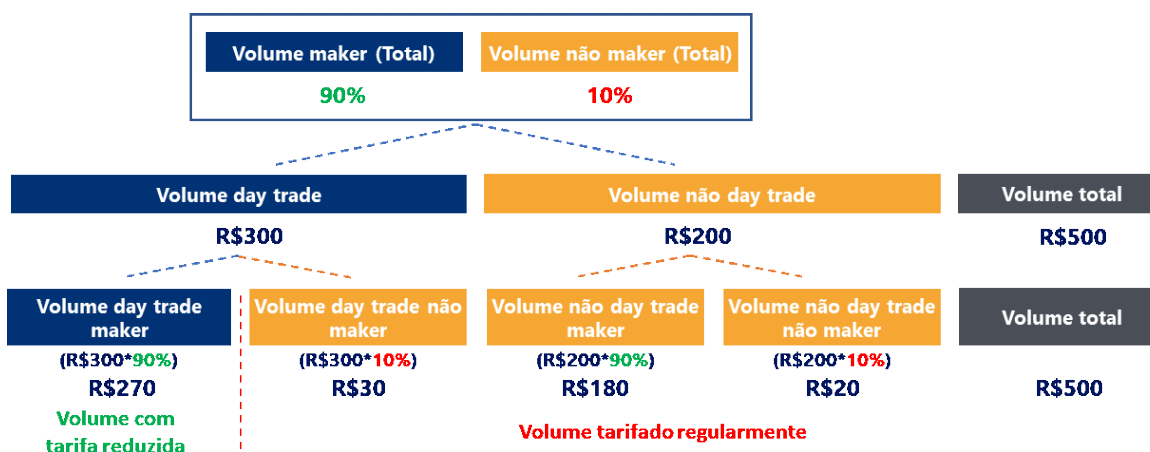 Volume maker (Total) Volume não maker (Total)
90% 10%
Volume day trade Volume não day trade Volume total
R$300 R$200 R$500
Volume day trade maker Volume day trade não maker Volume não day trade maker Volume não day trade não maker Volume total
(R$300*90%) (R$300*10%) (R$200*90%) (R$200*10%)
R$270 R$30 R$180 R$20 R$500
Volume com
tarifa reduzida
Volume tarifado regularmente